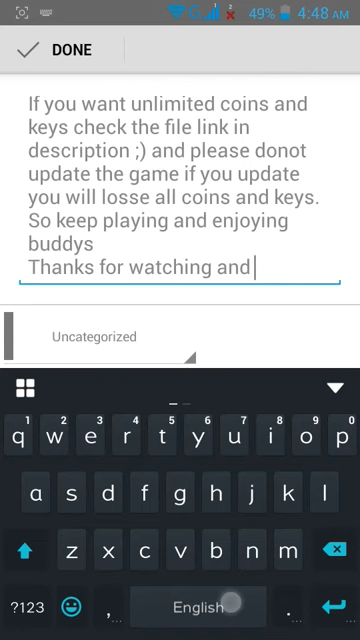 1 2
49% 4:48 AM
DONE
If you want unlimited coins and
keys check the file link in
description ;) and please donot
update the game if you update
you will losse all coins and keys.
So keep playing and enjoying
buddys
Thanks for watching and
Uncategorized
1 2 3 4 5 6 7 8 9 0
q w e r t y u i o p
a s d f g h j k l
z x c v b n m
?123 , English . ...